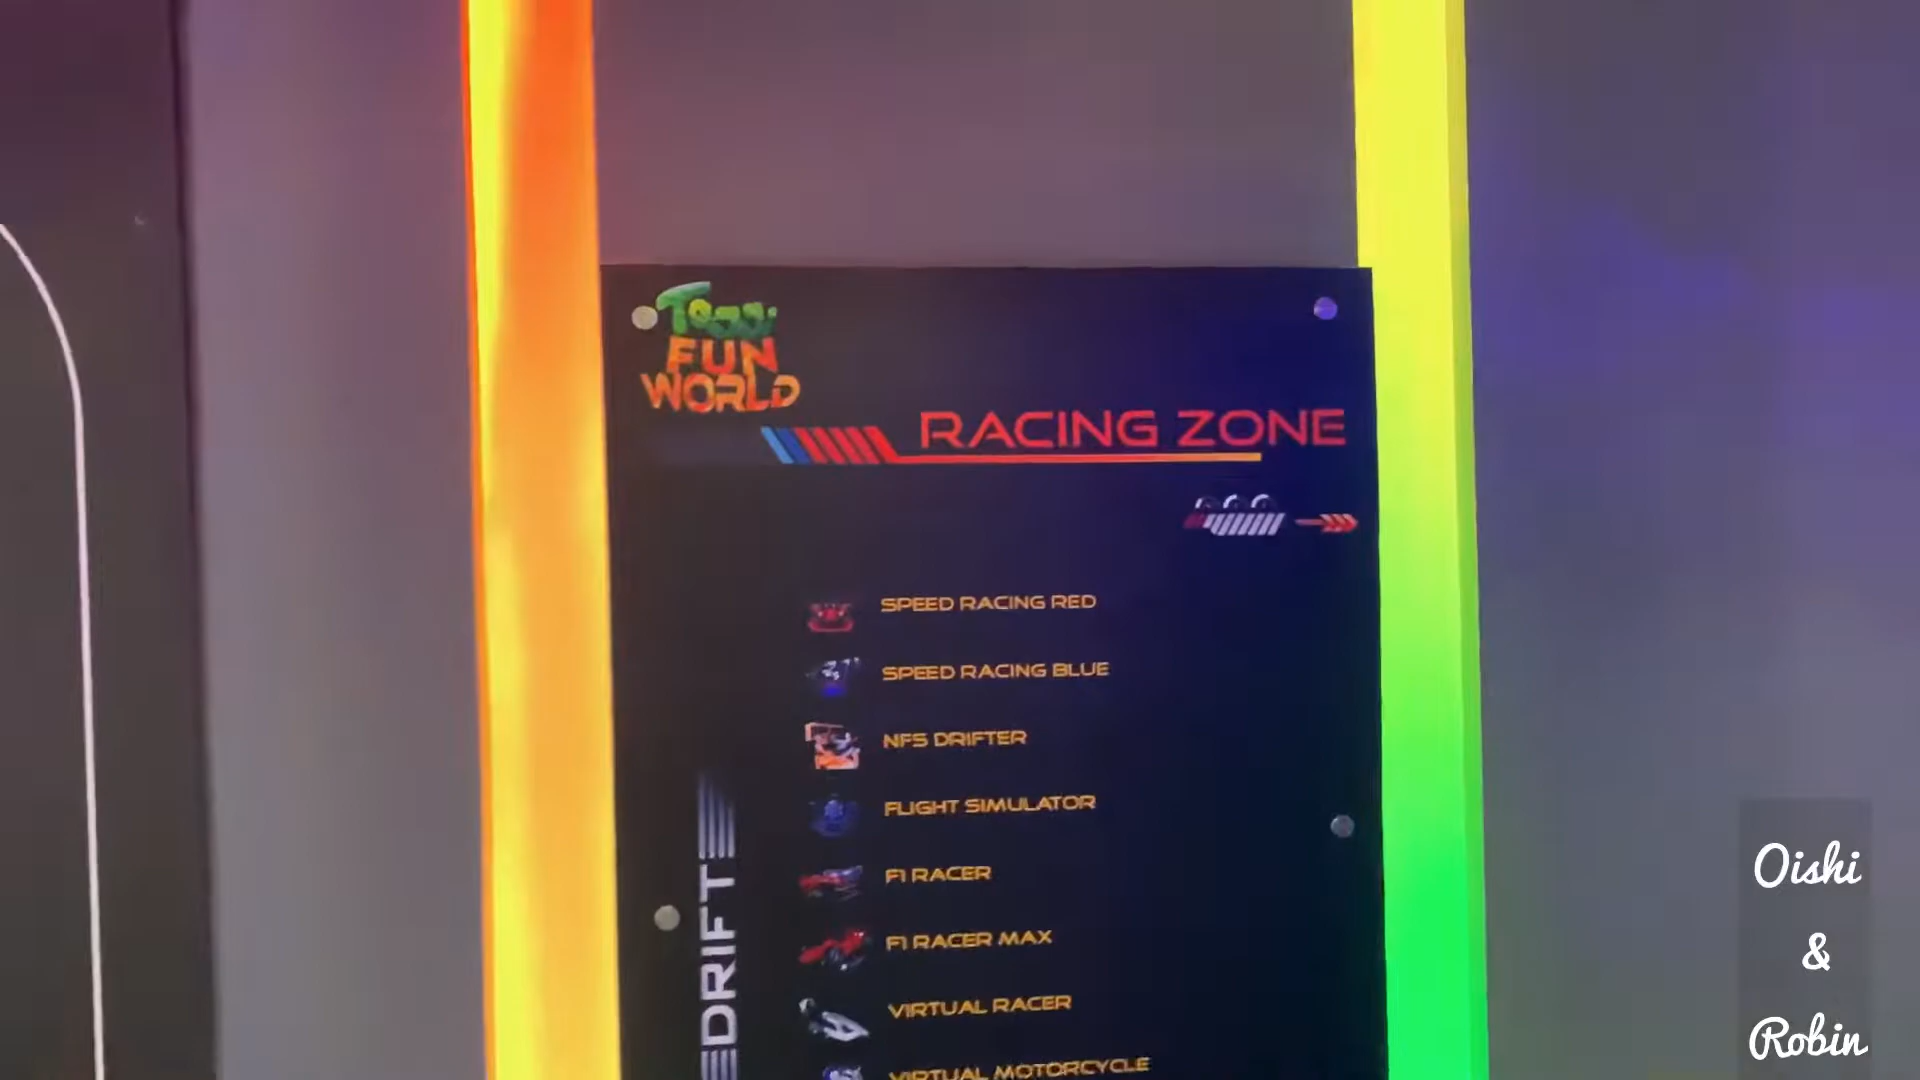 Toggi
FUN
WORLD
RACING ZONE
SPEED RACING RED
SPEED RACING BLUE
NFS DRIFTER
FLIGHT SIMULATOR
F1 RACER
F1 RACER MAX
VIRTUAL RACER
VIRTUAL MOTORCYCLE
DRIFT
Oishi
&
Robin